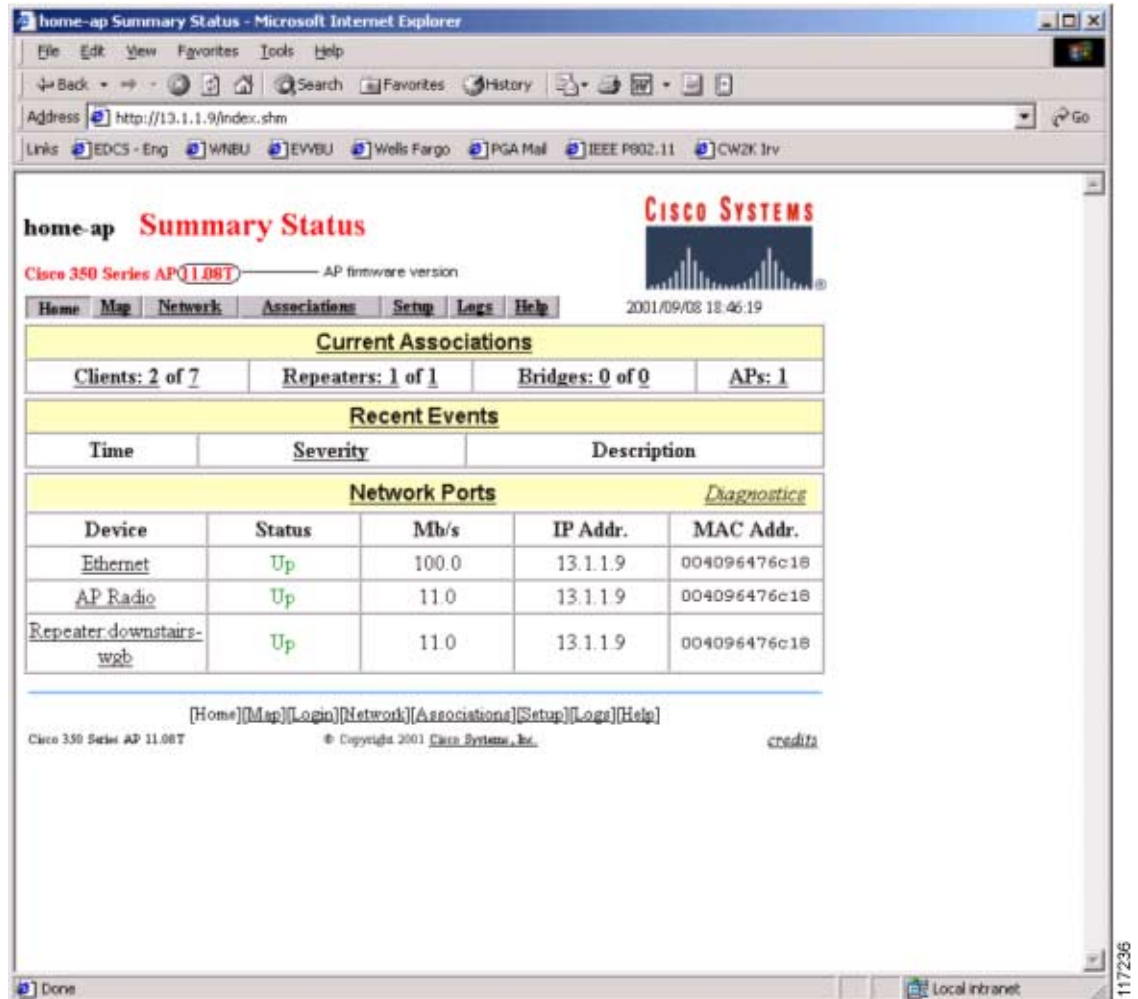 home-ap Summary Status - Microsoft Internet Explorer
File Edit View Favorites Tools Help
Back Search Favorites History
Address http://13.1.1.9/index.shm Go
Links EDCS - Eng WNBU EVVBU Wells Fargo PGA Mail IEEE P802.11 CW2K Irv
CISCO SYSTEMS
home-ap Summary Status
Cisco 350 Series AP 11.08T AP firmware version
®
Home Map Network Associations Setup Logs Help 2001/09/08 18:46:19
Current Associations
Clients: 2 of 7 Repeaters: 1 of 1 Bridges: 0 of 0 APs: 1
Recent Events
Time Severity Description
Network Ports Diagnostics
Device Status Mb/s IP Addr. MAC Addr.
Ethernet Up 100.0 13.1.1.9 004096476c18
AP Radio Up 11.0 13.1.1.9 004096476c18
Repeater:downstairs-
wgb Up 11.0 13.1.1.9 004096476c18
[Home][Map][Login][Network][Associations][Setup][Logs][Help]
Cisco 350 Series AP 11.08T © Copyright 2001 Cisco Systems, Inc. credits
Done Local intranet
117236